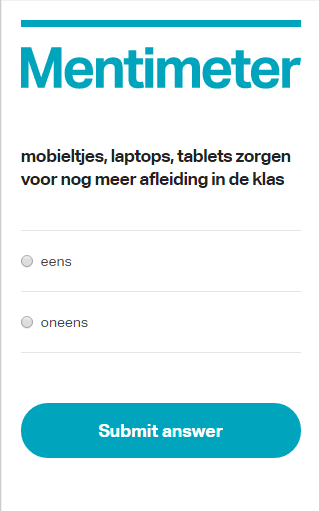 Mentimeter
mobieltjes, laptops, tablets zorgen
voor nog meer afleiding in de klas
eens
oneens
Submit answer